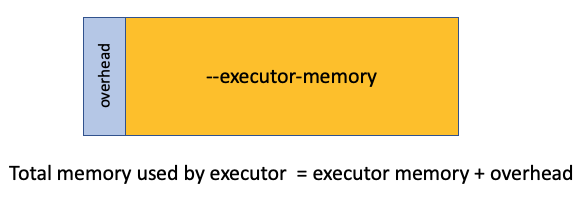 overhead
--executor-memory
Total memory used by executor = executor memory + overhead